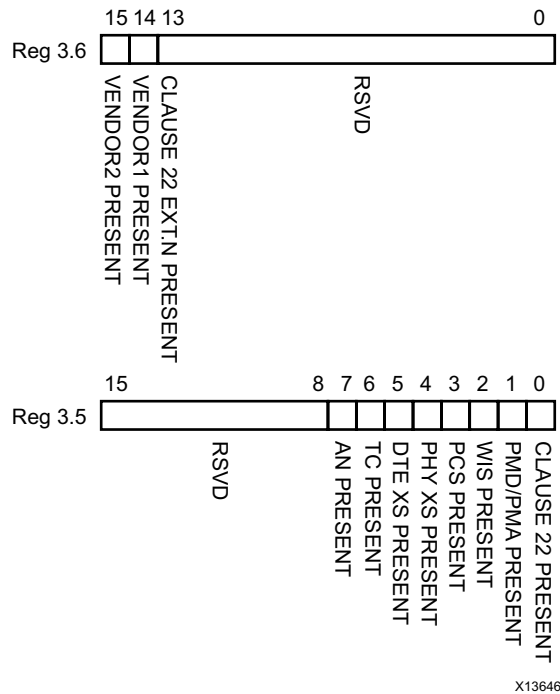 15 14 13 0
Reg 3.6
VENDOR2 PRESENT
VENDOR1 PRESENT
CLAUSE 22 EXT.N PRESENT
RSVD
15 8 7 6 5 4 3 2 1 0
Reg 3.5
RSVD
AN PRESENT
TC PRESENT
DTE XS PRESENT
PHY XS PRESENT
PCS PRESENT
WIS PRESENT
PMD/PMA PRESENT
CLAUSE 22 PRESENT
X13646